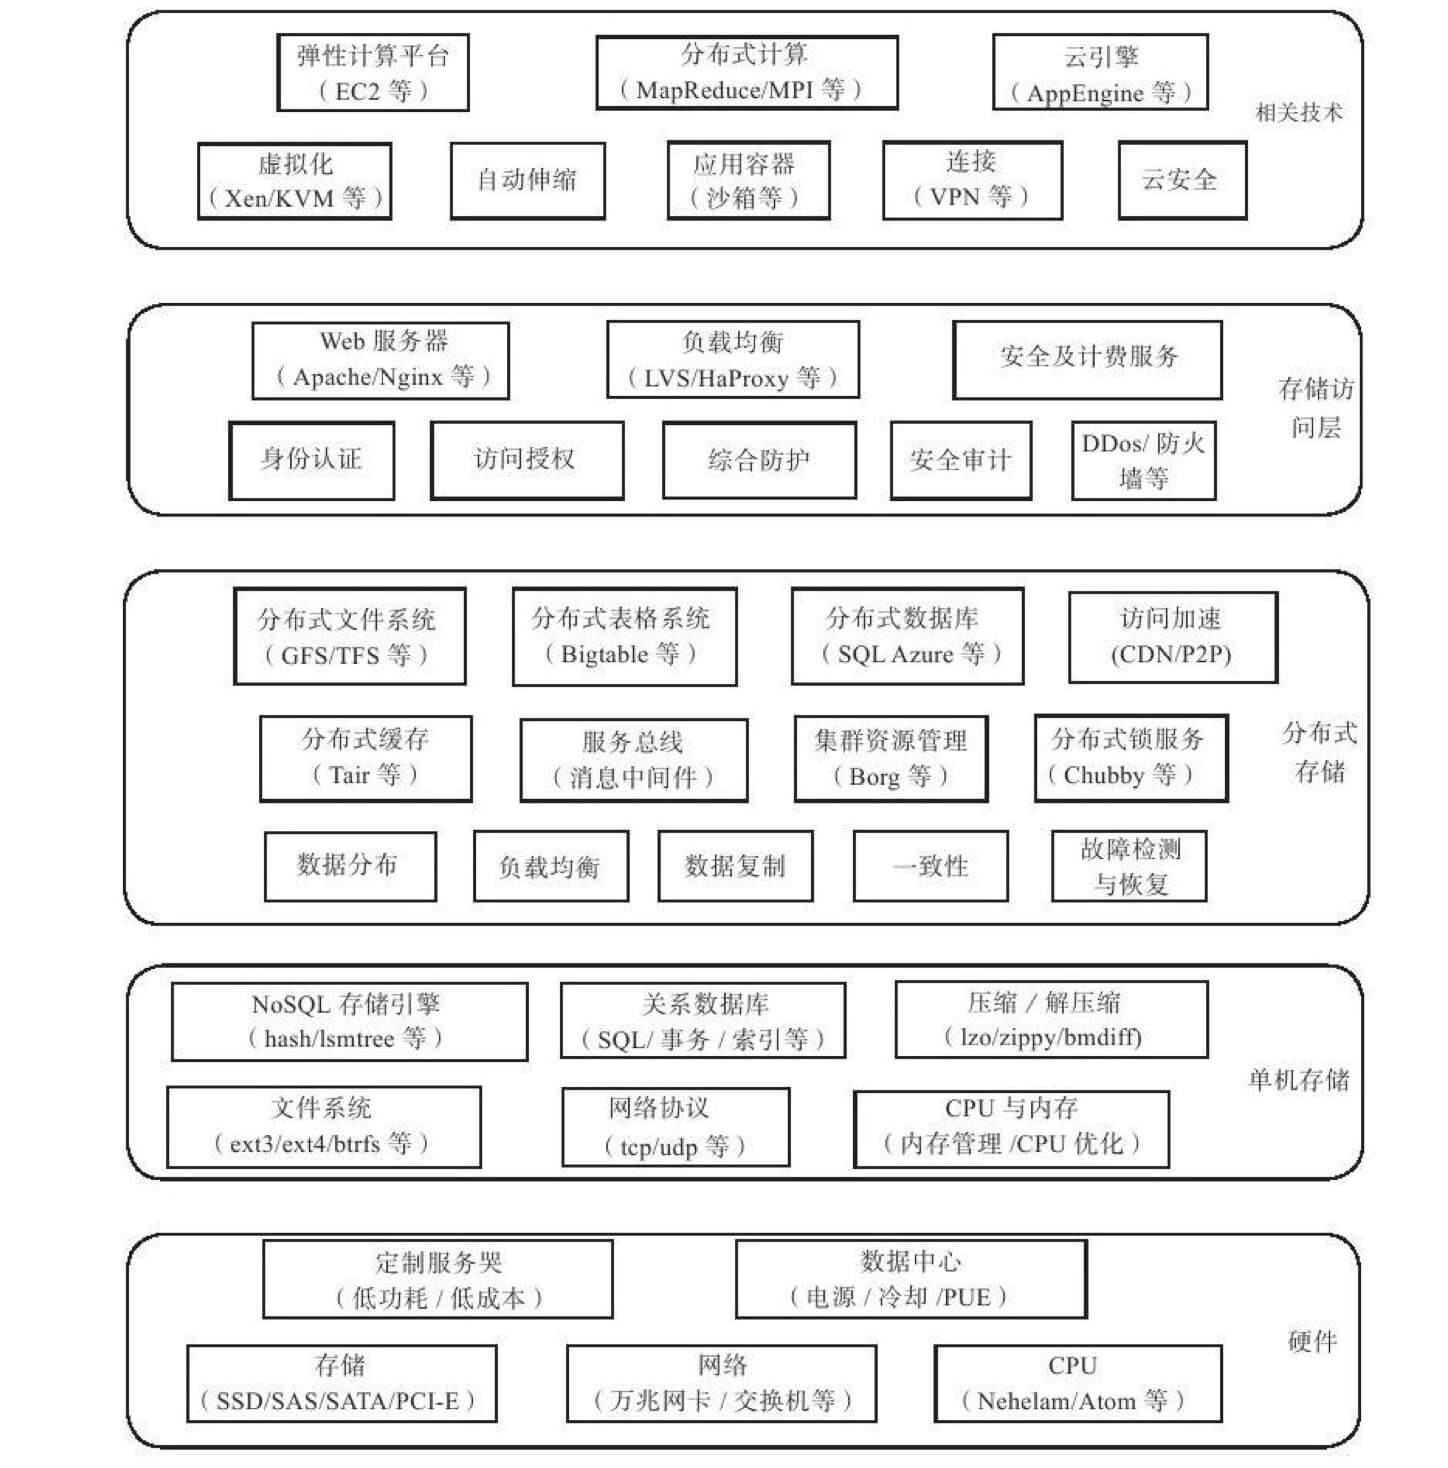 弹性计算平台
（EC2 等）
分布式计算
（MapReduce/MPI 等）
云引擎
（AppEngine 等）
相关技术
虚拟化
（Xen/KVM 等）
自动伸缩
应用容器
（沙箱等）
连接
（VPN 等）
云安全
Web 服务器
（Apache/Nginx 等）
负载均衡
（LVS/HaProxy 等）
安全及计费服务
存储访
问层
身份认证
访问授权
综合防护
安全审计
DDos/ 防火
墙等
分布式文件系统
（GFS/TFS 等）
分布式表格系统
（Bigtable 等）
分布式数据库
（SQL Azure 等）
访问加速
(CDN/P2P)
分布式缓存
（Tair 等）
服务总线
（消息中间件）
集群资源管理
（Borg 等）
分布式锁服务
（Chubby 等）
分布式
存储
数据分布
负载均衡
数据复制
一致性
故障检测
与恢复
NoSQL 存储引擎
（hash/lsmtree 等）
关系数据库
（SQL/ 事务 / 索引等）
压缩 / 解压缩
（lzo/zippy/bmdiff)
单机存储
文件系统
（ext3/ext4/btrfs 等）
网络协议
（tcp/udp 等）
CPU 与内存
（内存管理 /CPU 优化）
定制服务哭
（低功耗 / 低成本）
数据中心
（电源 / 冷却 /PUE）
硬件
存储
（SSD/SAS/SATA/PCI-E）
网络
（万兆网卡 / 交换机等）
CPU
（Nehelam/Atom 等）